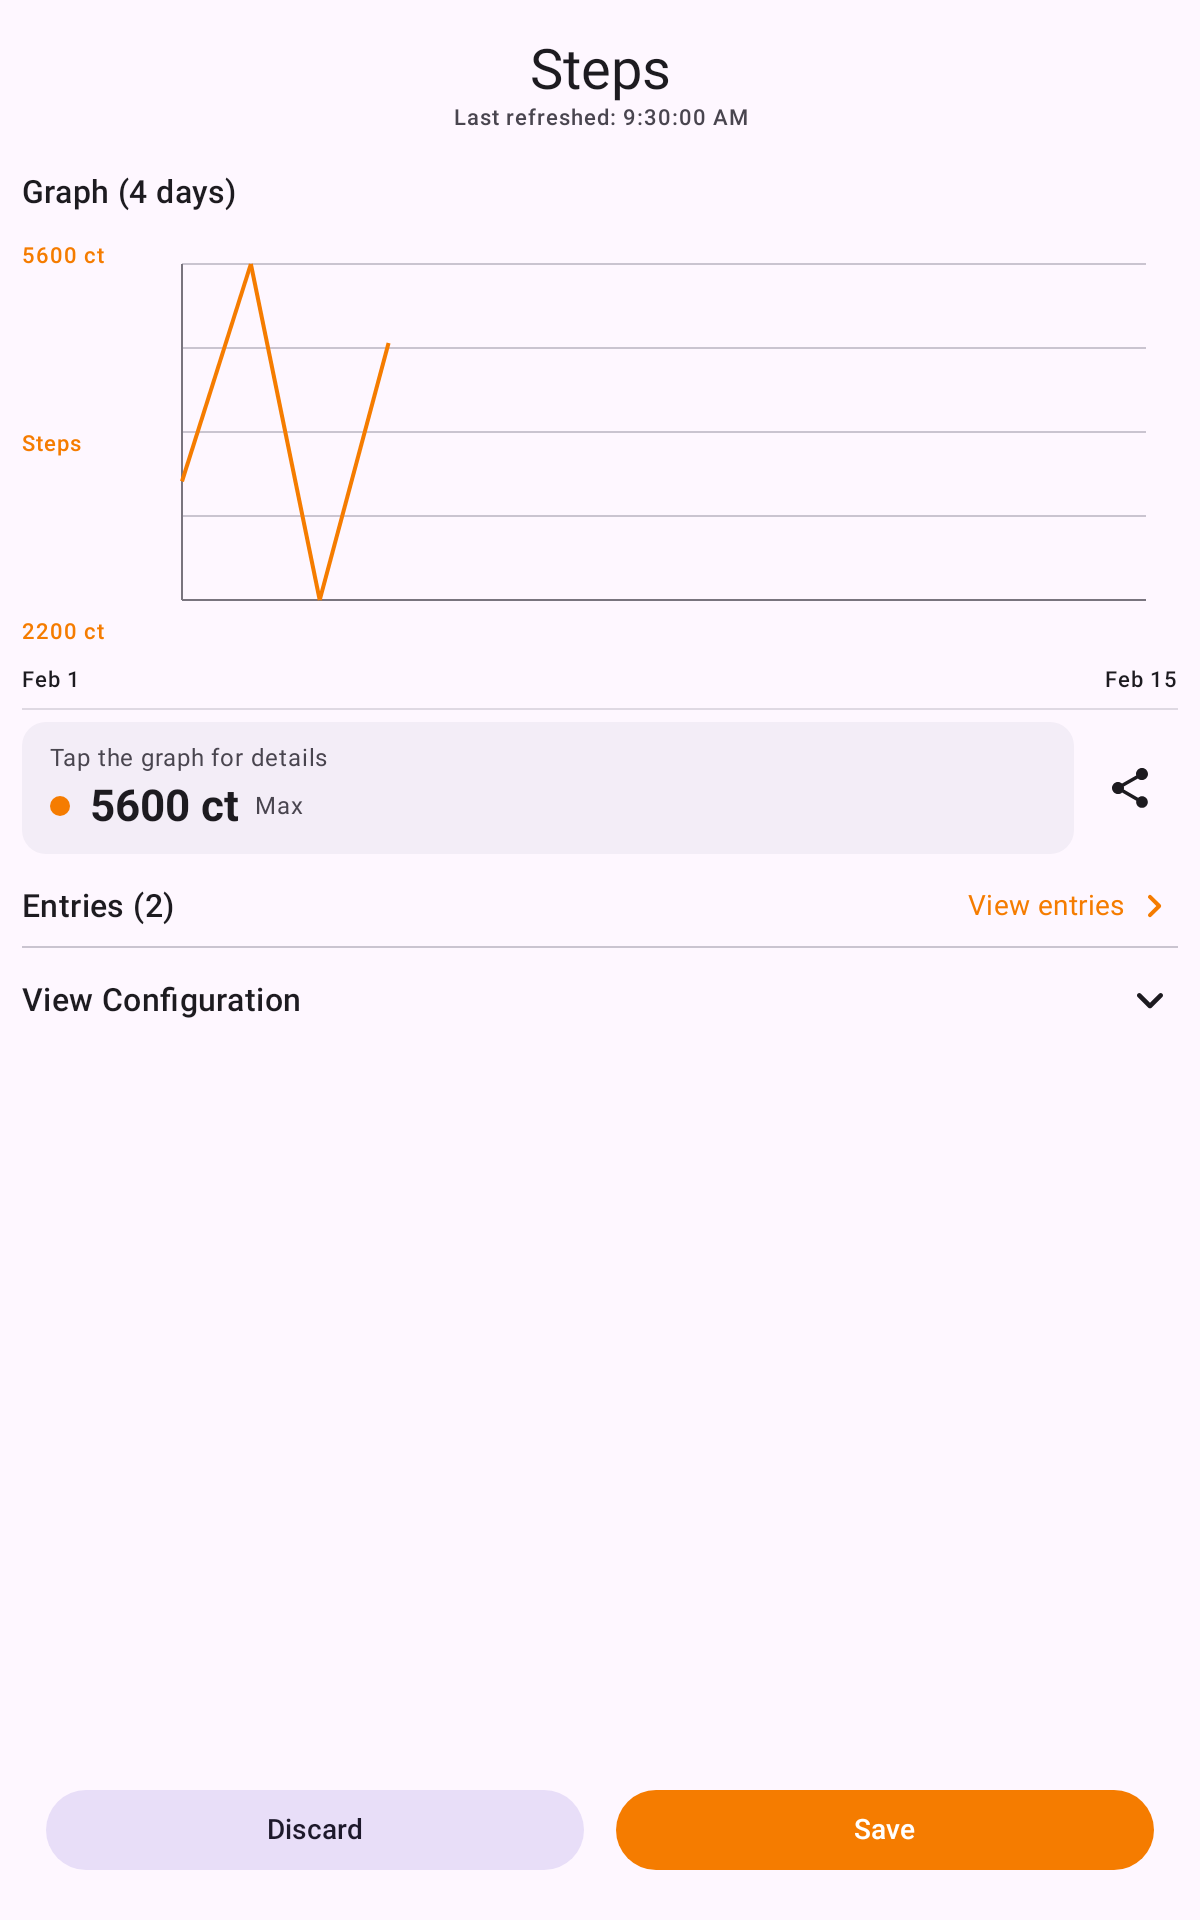 Steps
Last refreshed: 9:30:00 AM
Graph (4 days)
5600 ct
Steps
2200 ct
Feb 1
Feb 15
Tap the graph for details
5600 ct Max
Entries (2)
View entries
View Configuration
Discard
Save